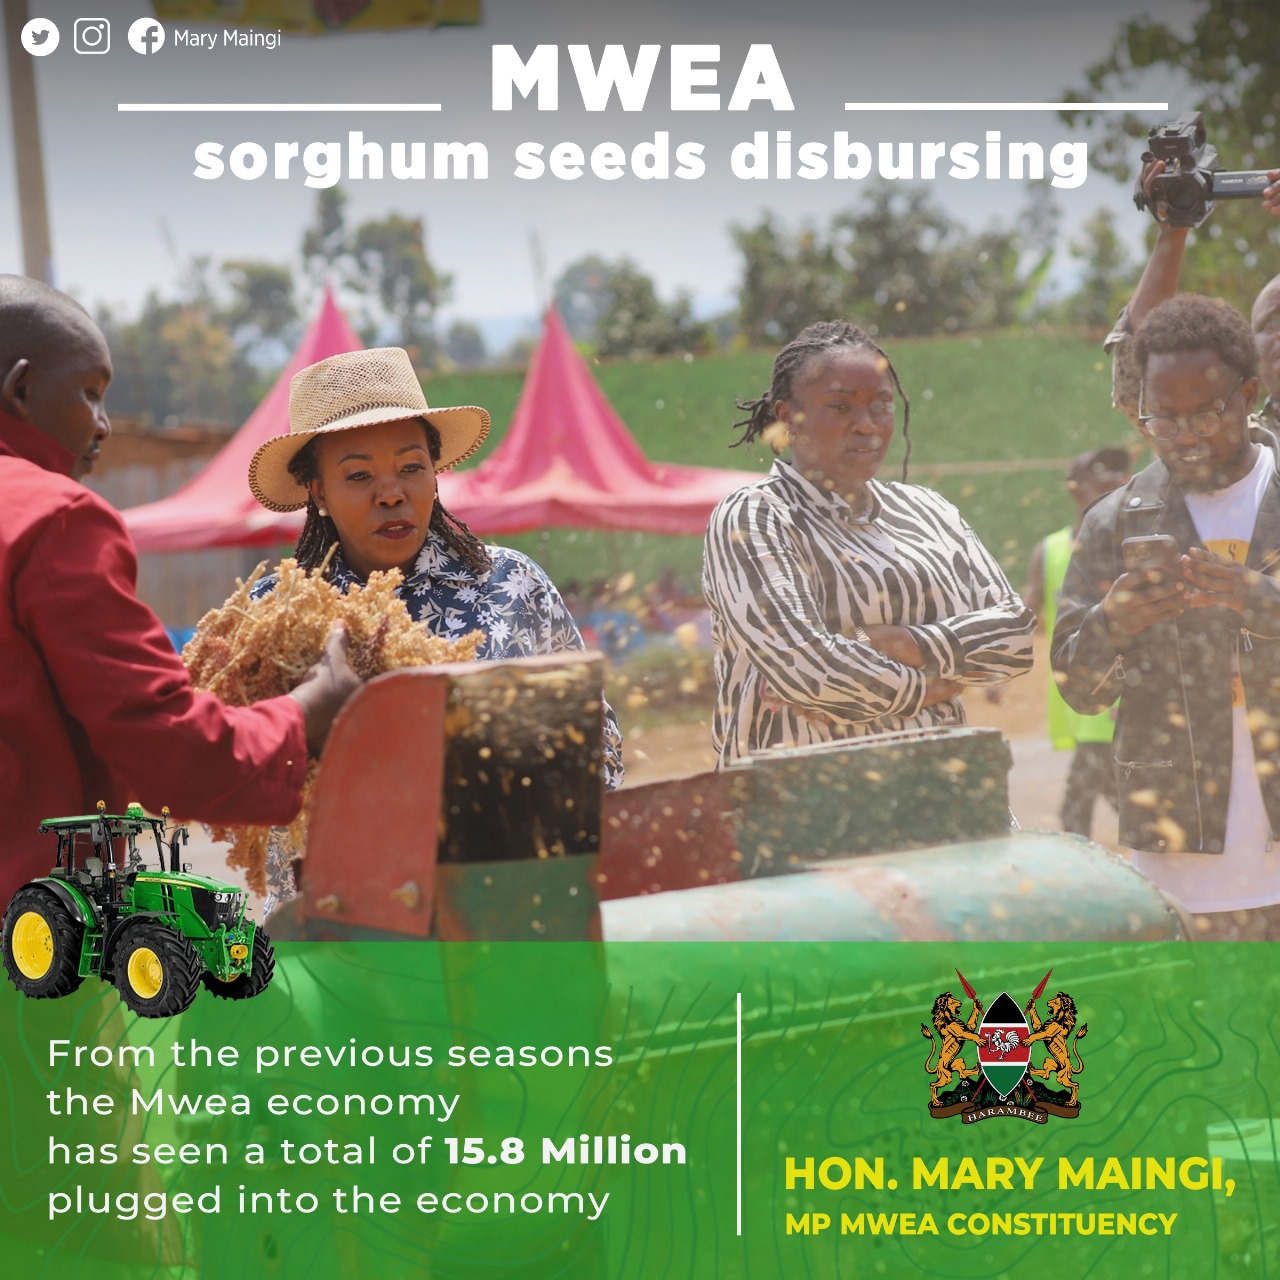 Mary Maingi
MWEA
sorghum seeds disbursing
From the previous seasons
the Mwea economy
has seen a total of 15.8 Million
plugged into the economy
HARAMBEE
HON. MARY MAINGI,
MP MWEA CONSTITUENCY